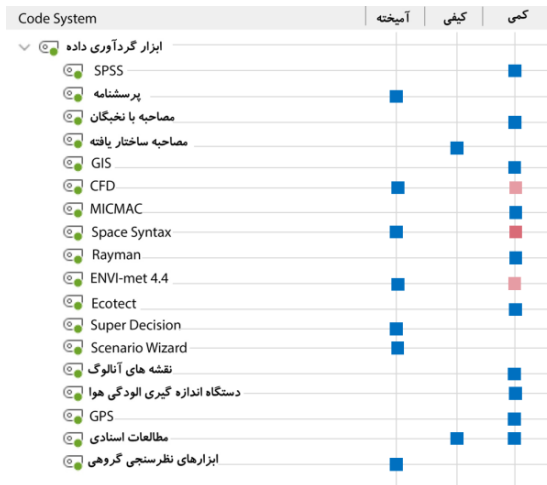 Code System آمیخته کیفی کمی
ابزار گردآوری داده
SPSS
پرسشنامه
مصاحبه با نخبگان
مصاحبه ساختار یافته
GIS
CFD
MICMAC
Space Syntax
Rayman
ENVI-met 4.4
Ecotect
Super Decision
Scenario Wizard
نقشه های آنالوگ
دستگاه اندازه گیری الودگی هوا
GPS
مطالعات اسنادی
ابزارهای نظرسنجی گروهی